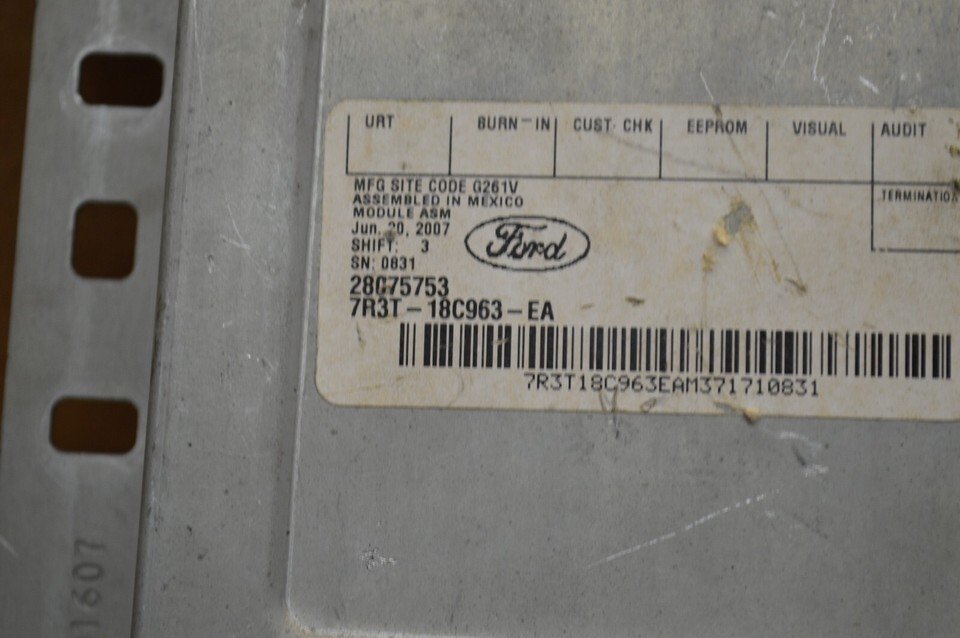 URT BURN-IN CUST. CHK EEPROM VISUAL AUDIT
TERMINATION
MFG SITE CODE G261V
ASSEMBLED IN MEXICO
MODULE ASM
Jun. 20, 2007
SHIFT: 3
SN: 0831
Ford
28075753
7R3T-18C963-EA
7R3T18C963EAM371710831
1607